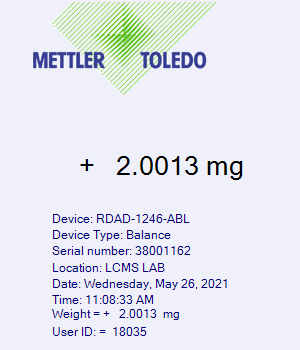 METTLER TOLEDO
+ 2.0013 mg
Device: RDAD-1246-ABL
Device Type: Balance
Serial number: 38001162
Location: LCMS LAB
Date: Wednesday, May 26, 2021
Time: 11:08:33 AM
Weight = + 2.0013 mg
User ID: = 18035